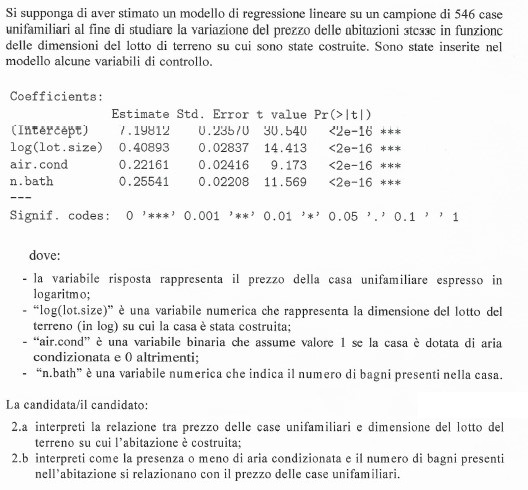 Si supponga di aver stimato un modello di regressione lineare su un campione di 546 case
unifamiliari al fine di studiare la variazione del prezzo delle abitazioni stesse in funzione
delle dimensioni del lotto di terreno su cui sono state costruite. Sono state inserite nel
modello alcune variabili di controllo.
Coefficients:
Estimate Std. Error t value Pr(>|t|)
(Intercept) 7.19812 0.23570 30.540 <2e-16 ***
log(lot.size) 0.40893 0.02837 14.413 <2e-16 ***
air.cond 0.22161 0.02416 9.173 <2e-16 ***
n.bath 0.25541 0.02208 11.569 <2e-16 ***
---
Signif. codes: 0 '***' 0.001 '**' 0.01 '*' 0.05 '.' 0.1 ' ' 1
dove:
- la variabile risposta rappresenta il prezzo della casa unifamiliare espresso in
logaritmo;
- “log(lot.size)” è una variabile numerica che rappresenta la dimensione del lotto del
terreno (in log) su cui la casa è stata costruita;
- “air.cond” è una variabile binaria che assume valore 1 se la casa è dotata di aria
condizionata e 0 altrimenti;
- “n.bath” è una variabile numerica che indica il numero di bagni presenti nella casa.
La candidata/il candidato:
2.a interpreti la relazione tra prezzo delle case unifamiliari e dimensione del lotto del
terreno su cui l'abitazione è costruita;
2.b interpreti come la presenza o meno di aria condizionata e il numero di bagni presenti
nell'abitazione si relazionano con il prezzo delle case unifamiliari.